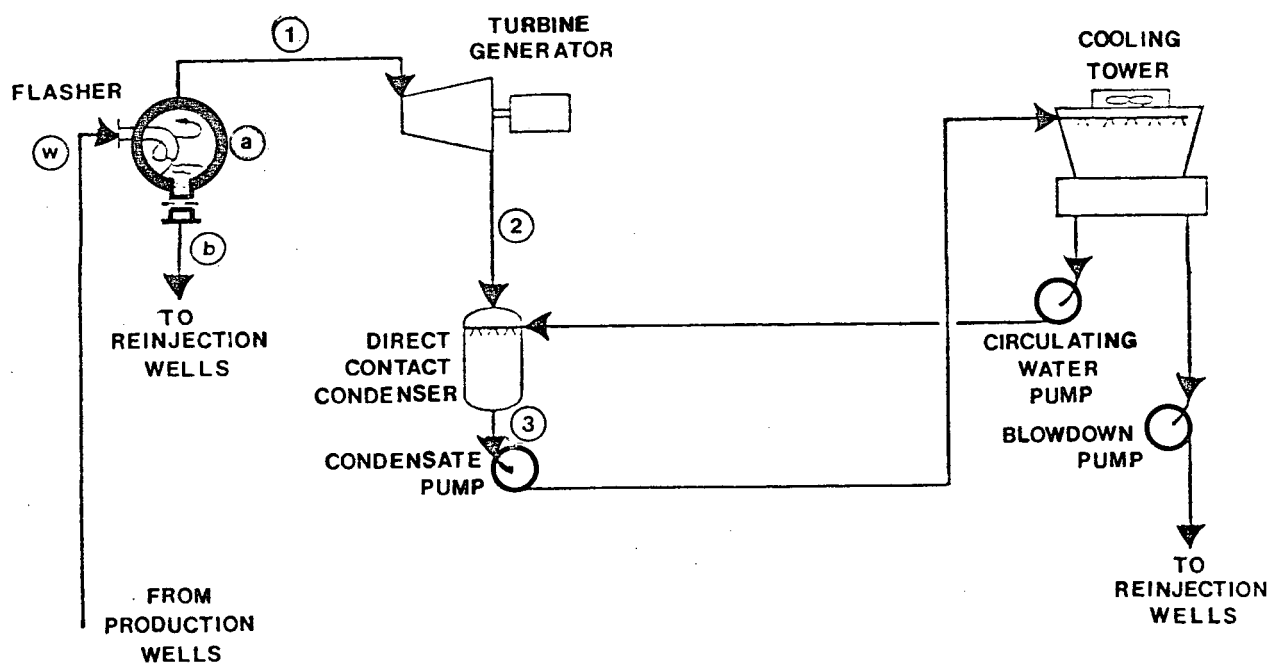 1
TURBINE
GENERATOR
COOLING
TOWER
FLASHER
w
a
b
2
TO
REINJECTION
WELLS
DIRECT
CONTACT
CONDENSER
CIRCULATING
WATER
PUMP
3
CONDENSATE
PUMP
BLOWDOWN
PUMP
FROM
PRODUCTION
WELLS
TO
REINJECTION
WELLS